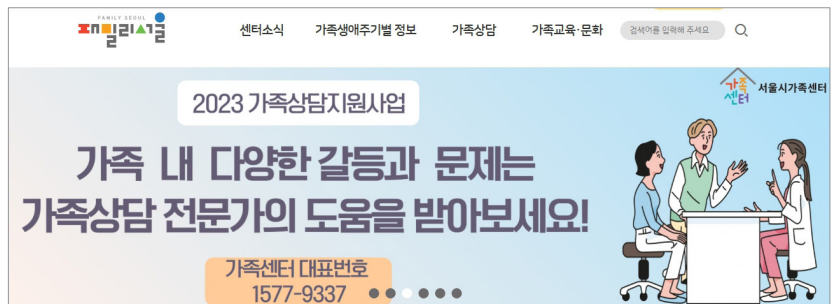 FAMILY SEOUL
패밀리서울
센터소식 가족생애주기별 정보 가족상담 가족교육·문화 검색어를 입력해 주세요
가족센터 서울시가족센터
2023 가족상담지원사업
가족 내 다양한 갈등과 문제는
가족상담 전문가의 도움을 받아보세요!
가족센터 대표번호
1577-9337